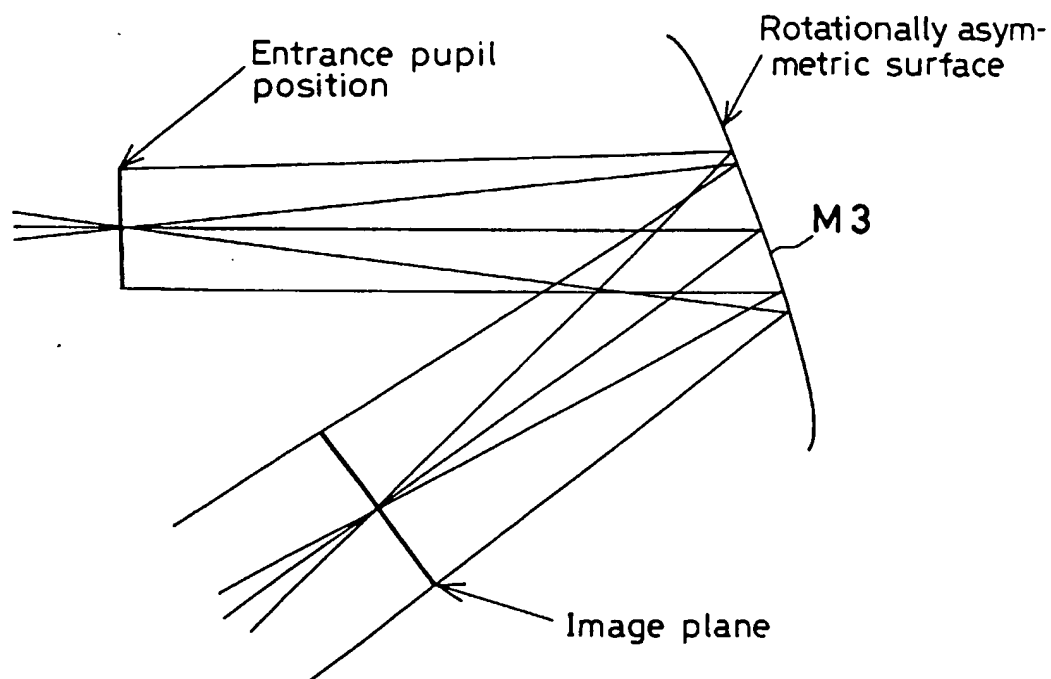 Entrance pupil
position
Rotationally asym-
metric surface
M3
Image plane